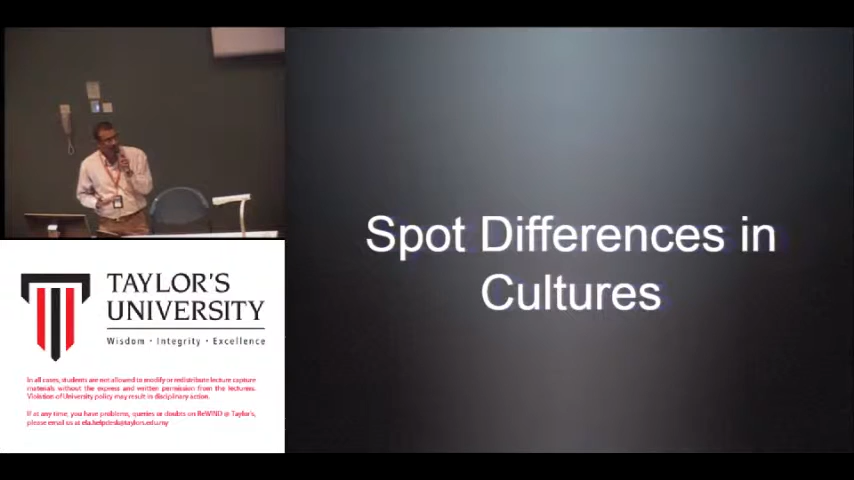 Spot Differences in
Cultures
TAYLOR'S
UNIVERSITY
Wisdom · Integrity · Excellence
In all cases, students are not allowed to modify or redistribute lecture capture
materials without the express and written permission from the lecturers.
Violation of University policy may result in disciplinary action.
If at any time, you have problems, queries or doubts on ReWIND @ Taylor's,
please email us at ela.helpdesk@taylors.edu.my